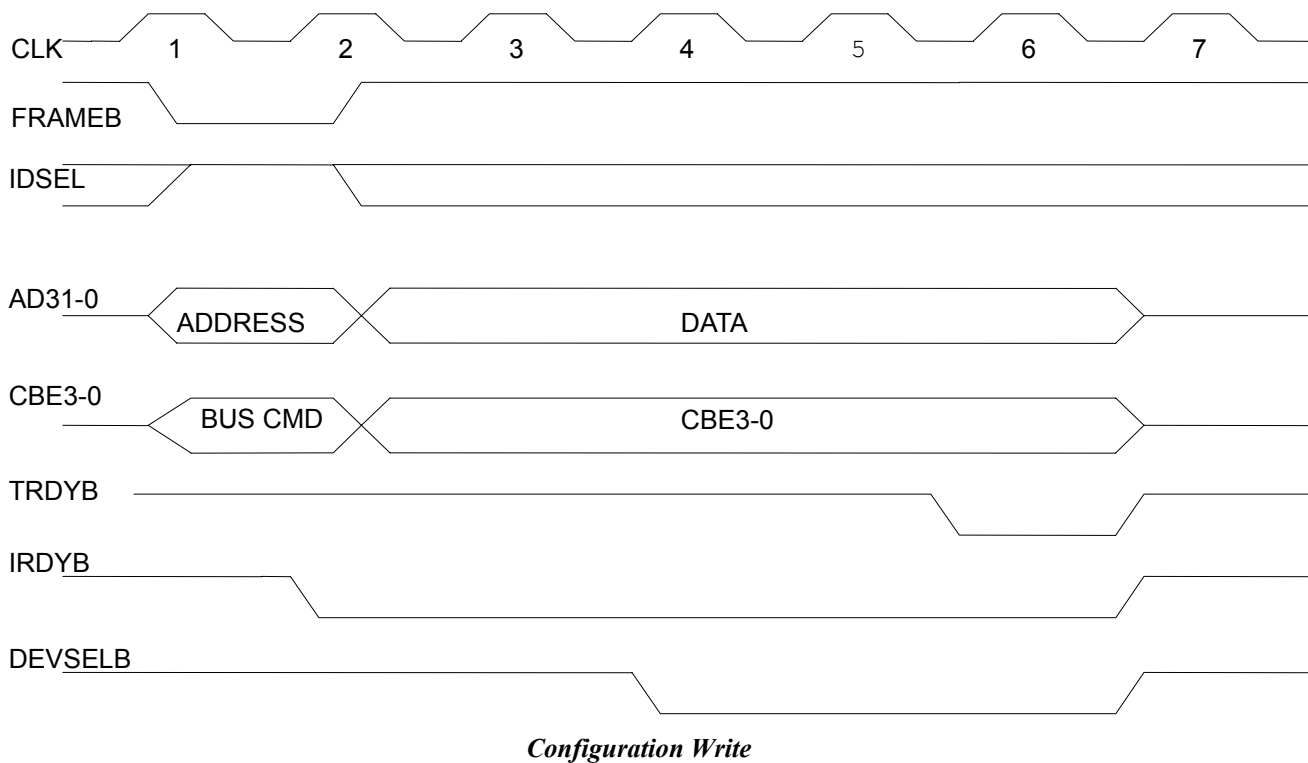 CLK 1 2 3 4 5 6 7
FRAMEB
IDSEL
AD31-0
ADDRESS DATA
CBE3-0
BUS CMD CBE3-0
TRDYB
IRDYB
DEVSELB
Configuration Write